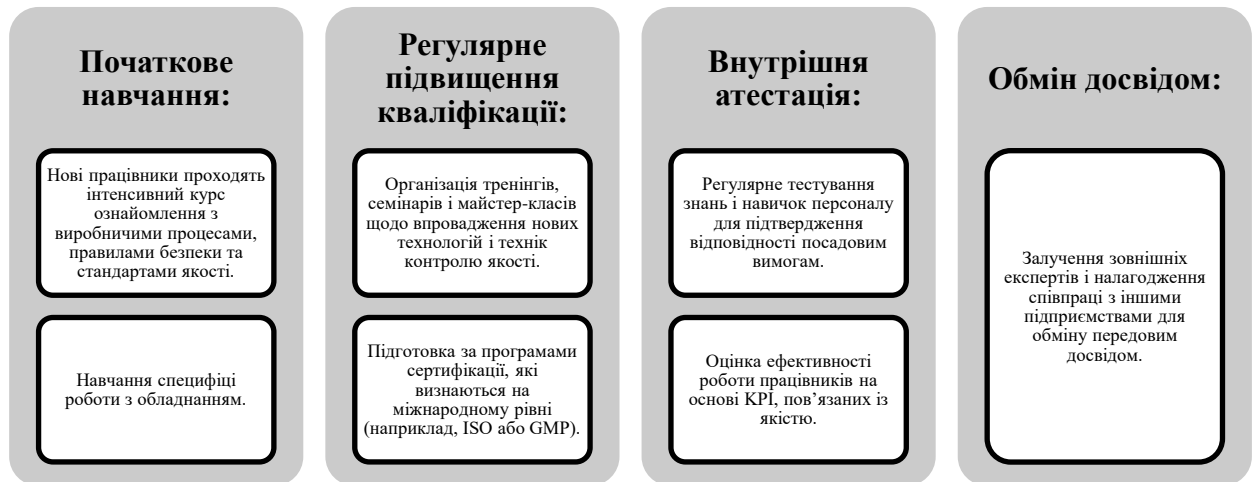 Початкове
навчання:
Нові працівники проходять
інтенсивний курс
ознайомлення з
виробничими процесами,
правилами безпеки та
стандартами якості.
Навчання специфіці
роботи з обладнанням.
Регулярне
підвищення
кваліфікації:
Організація тренінгів,
семінарів і майстер-класів
щодо впровадження нових
технологій і технік
контролю якості.
Підготовка за програмами
сертифікації, які
визнаються на
міжнародному рівні
(наприклад, ISO або GMP).
Внутрішня
атестація:
Регулярне тестування
знань і навичок персоналу
для підтвердження
відповідності посадовим
вимогам.
Оцінка ефективності
роботи працівників на
основі KPI, пов’язаних із
якістю.
Обмін досвідом:
Залучення зовнішніх
експертів і налагодження
співпраці з іншими
підприємствами для
обміну передовим
досвідом.